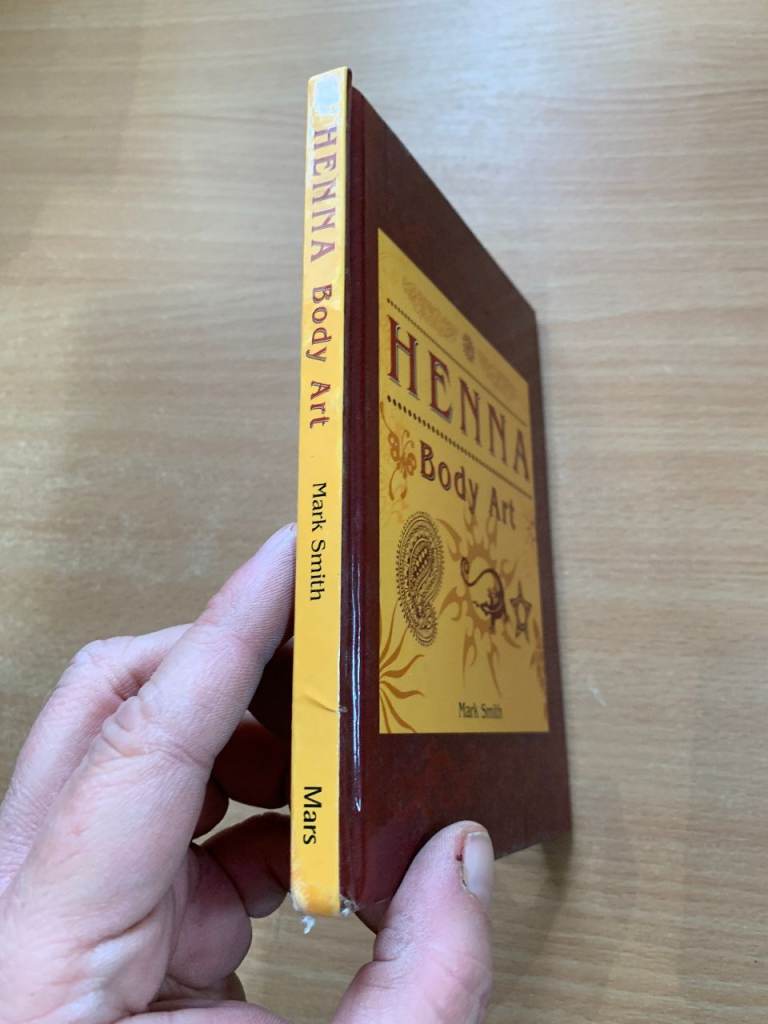 HENNA Body Art Mark Smith Mars
HENNA
Body Art
Mark Smith